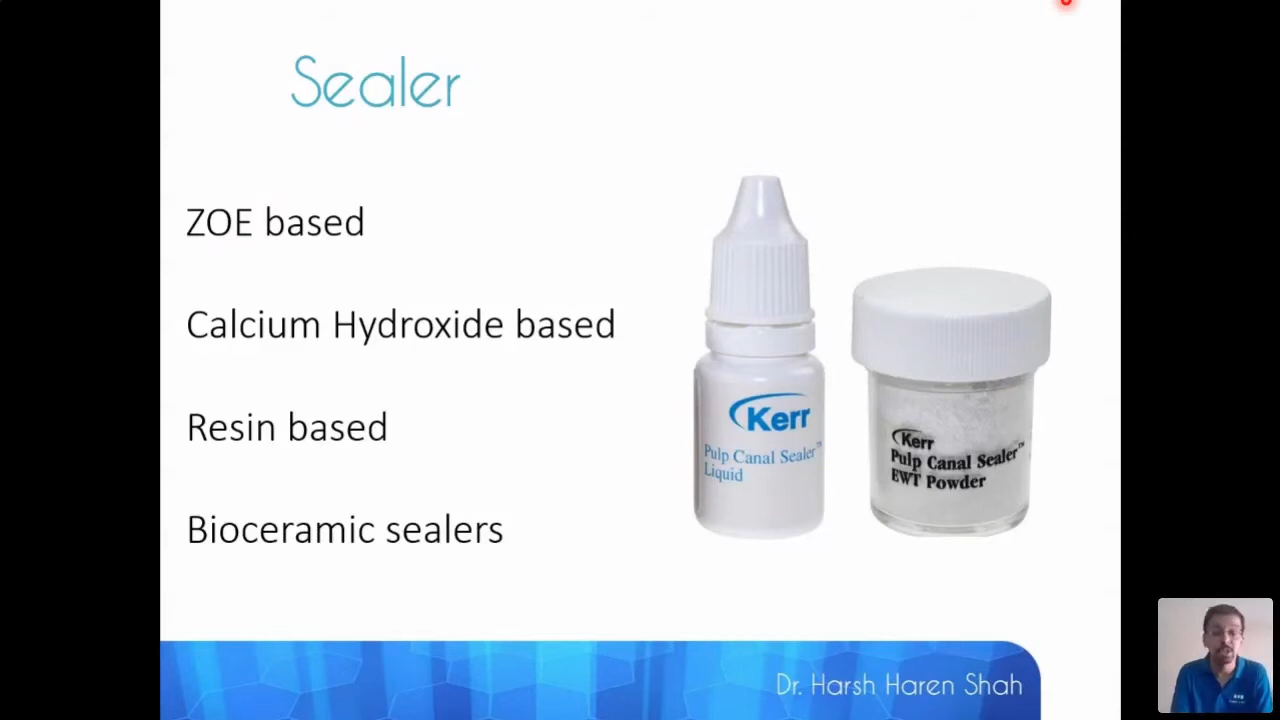 Sealer
ZOE based
Calcium Hydroxide based
Resin based
Bioceramic sealers
Kerr
Pulp Canal Sealer™
Liquid
Kerr
Pulp Canal Sealer™
EWT Powder
Dr. Harsh Haren Shah